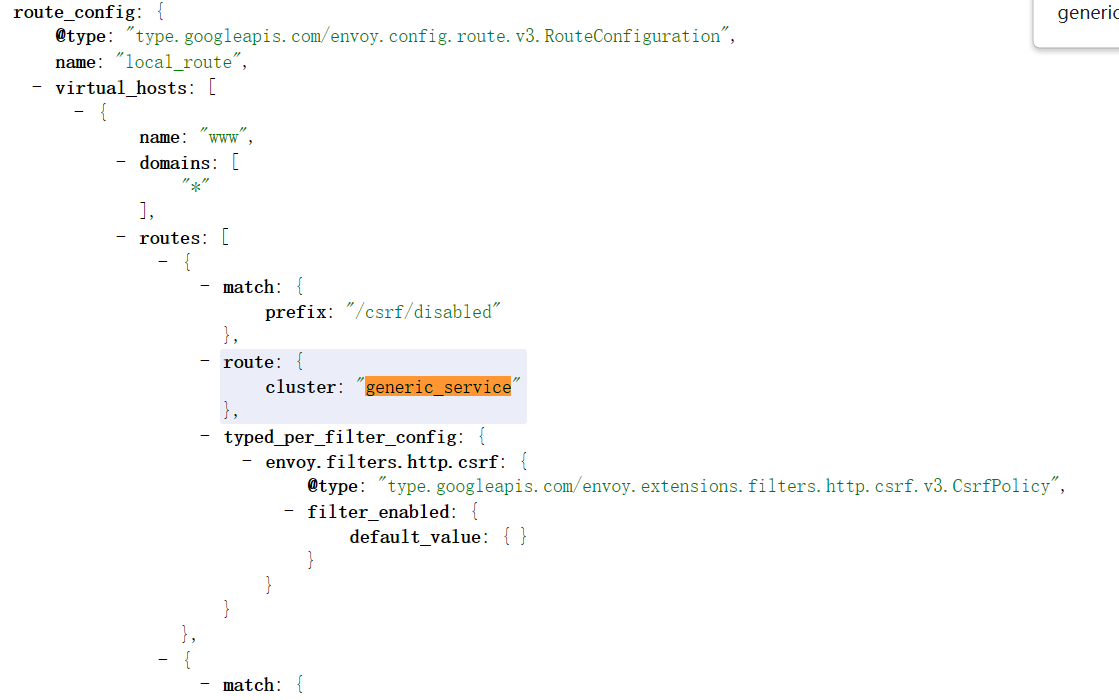 route_config: {
generic
@type: "type.googleapis.com/envoy.config.route.v3.RouteConfiguration",
name: "local_route",
- virtual_hosts: [
- {
name: "www",
- domains: [
"*"
],
- routes: [
- {
- match: {
prefix: "/csrf/disabled"
},
- route: {
cluster: "generic_service"
},
- typed_per_filter_config: {
- envoy.filters.http.csrf: {
@type: "type.googleapis.com/envoy.extensions.filters.http.csrf.v3.CsrfPolicy",
- filter_enabled: {
default_value: { }
}
}
}
},
- {
- match: {